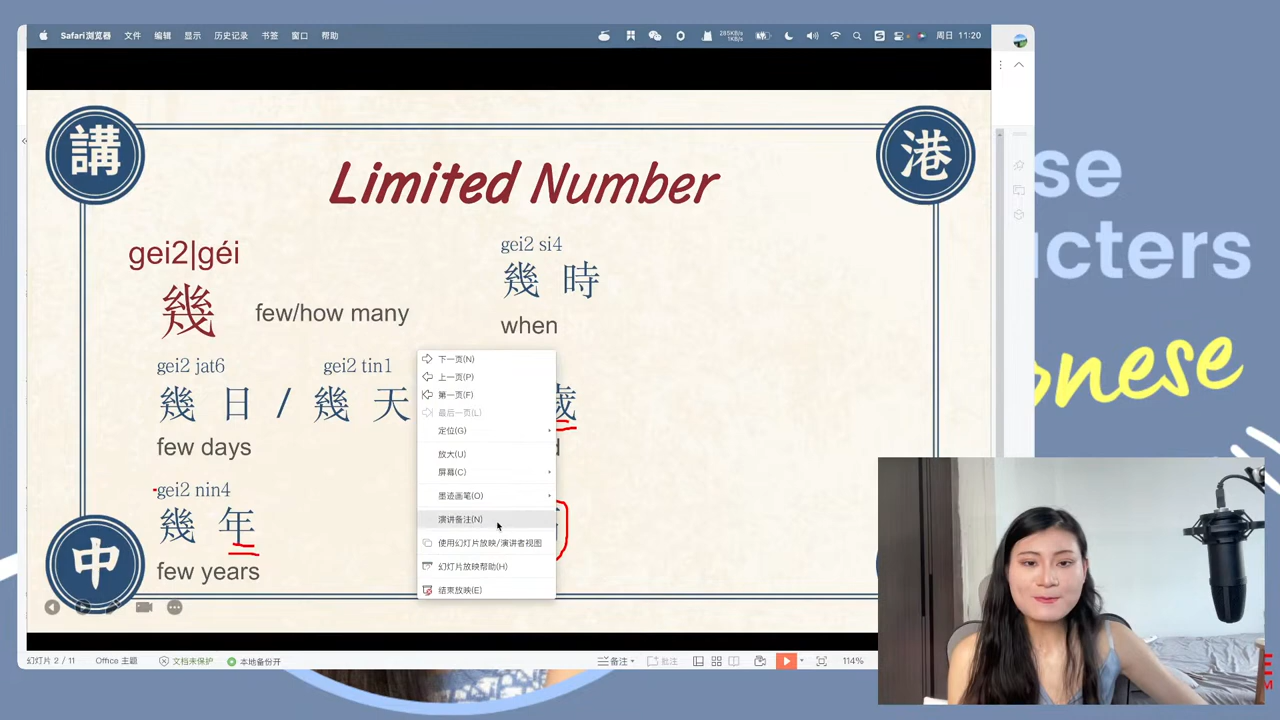 Safari浏览器 文件 编辑 显示 历史记录 书签 窗口 帮助
周日 11:20
講
港
中
Limited Number
gei2|géi
幾
few/how many
gei2 si4
幾 時
when
gei2 jat6
gei2 tin1
幾 日 / 幾 天
歲
few days
gei2 nin4
幾 年
few years
下一页(N)
上一页(P)
第一页(F)
最后一页(L)
定位(G)
放大(U)
屏幕(C)
墨迹画笔(O)
演讲备注(N)
使用幻灯片放映/演讲者视图
幻灯片放映帮助(H)
结束放映(E)
幻灯片 2 / 11 Office 主题 文档未保护 本地备份开
备注 批注 114%